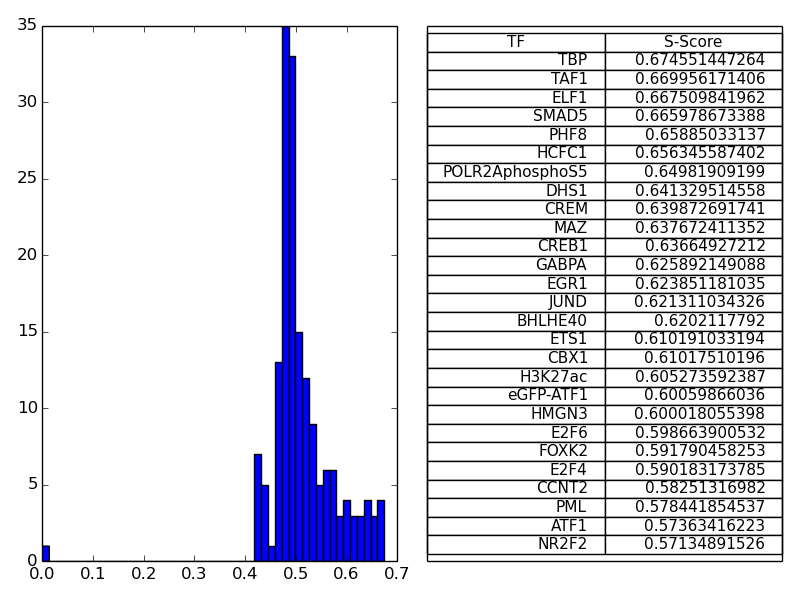 35
30
25
20
15
10
5
0
0.0 0.1 0.2 0.3 0.4 0.5 0.6 0.7
TF S-Score
TBP 0.674551447264
TAF1 0.669956171406
ELF1 0.667509841962
SMAD5 0.665978673388
PHF8 0.65885033137
HCFC1 0.656345587402
POLR2AphosphoS5 0.64981909199
DHS1 0.641329514558
CREM 0.639872691741
MAZ 0.637672411352
CREB1 0.63664927212
GABPA 0.625892149088
EGR1 0.623851181035
JUND 0.621311034326
BHLHE40 0.6202117792
ETS1 0.610191033194
CBX1 0.61017510196
H3K27ac 0.605273592387
eGFP-ATF1 0.60059866036
HMGN3 0.600018055398
E2F6 0.598663900532
FOXK2 0.591790458253
E2F4 0.590183173785
CCNT2 0.58251316982
PML 0.578441854537
ATF1 0.57363416223
NR2F2 0.57134891526